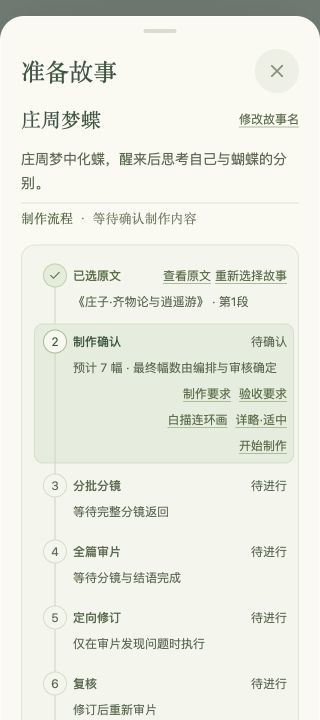 准备故事
庄周梦蝶 修改故事名
庄周梦中化蝶，醒来后思考自己与蝴蝶的分
别。
制作流程 · 等待确认制作内容
已选原文 查看原文 重新选择故事
《庄子·齐物论与逍遥游》 · 第1段
2 制作确认 待确认
预计 7 幅 · 最终幅数由编排与审核确定
制作要求 验收要求
白描连环画 详略·适中
开始制作
3 分批分镜 待进行
等待完整分镜返回
4 全篇审片 待进行
等待分镜与结语完成
5 定向修订 待进行
仅在审片发现问题时执行
6 复核 待进行
修订后重新审片